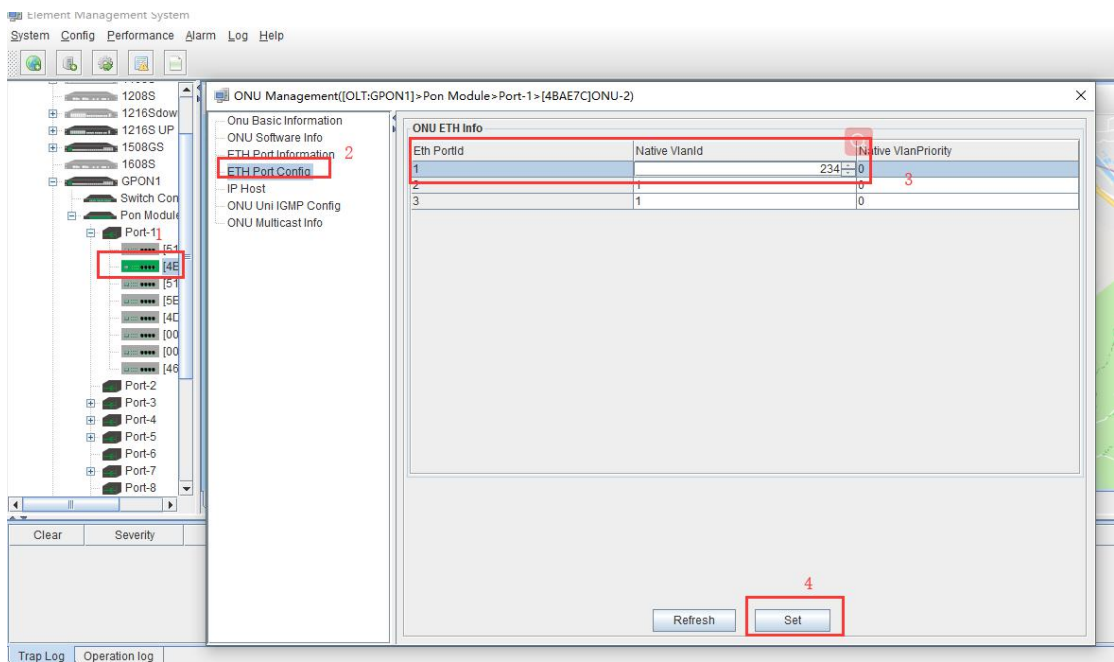 Element Management System
System Config Performance Alarm Log Help
1208S
1216Sdow
1216S UP
1508GS
1608S
GPON1
Switch Con
Pon Module
Port-1
1
[51
[4E
[51
[5E
[4D
[00
[00
[46
Port-2
Port-3
Port-4
Port-5
Port-6
Port-7
Port-8
ONU Management([OLT:GPON1]>Pon Module>Port-1>[4BAE7C]ONU-2)
Onu Basic Information
ONU Software Info
ETH Port Information
2
ETH Port Config
IP Host
ONU Uni IGMP Config
ONU Multicast Info
ONU ETH Info
Eth PortId Native VlanId Native VlanPriority
1 234 0
3
2 1 0
3 1 0
4
Refresh Set
Clear Severity
Trap Log Operation log